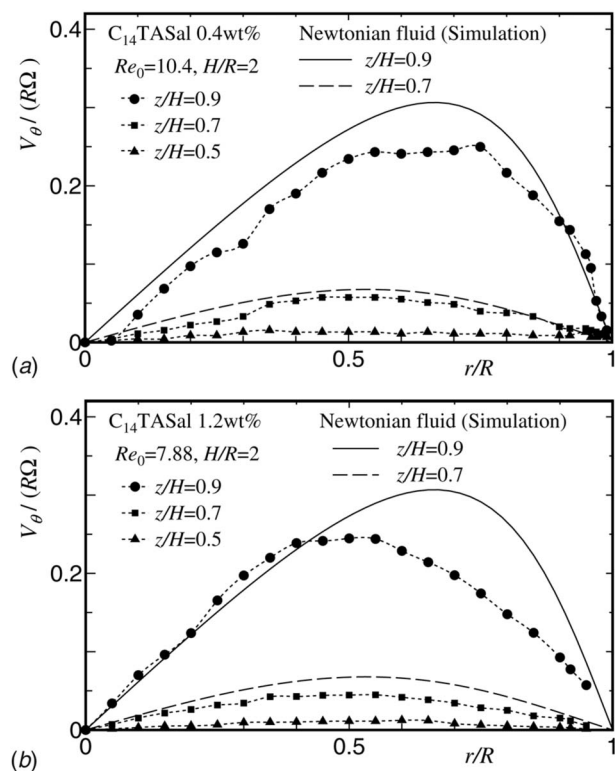 0.4
C₁₄TASal 0.4wt% Newtonian fluid (Simulation)
Re₀=10.4, H/R=2 z/H=0.9
z/H=0.9 z/H=0.7
z/H=0.7
z/H=0.5
V_θ / (RΩ)
0.2
0
0 0.5 1
(a) r/R
0.4
C₁₄TASal 1.2wt% Newtonian fluid (Simulation)
Re₀=7.88, H/R=2 z/H=0.9
z/H=0.9 z/H=0.7
z/H=0.7
z/H=0.5
V_θ / (RΩ)
0.2
0
0 0.5 1
(b) r/R